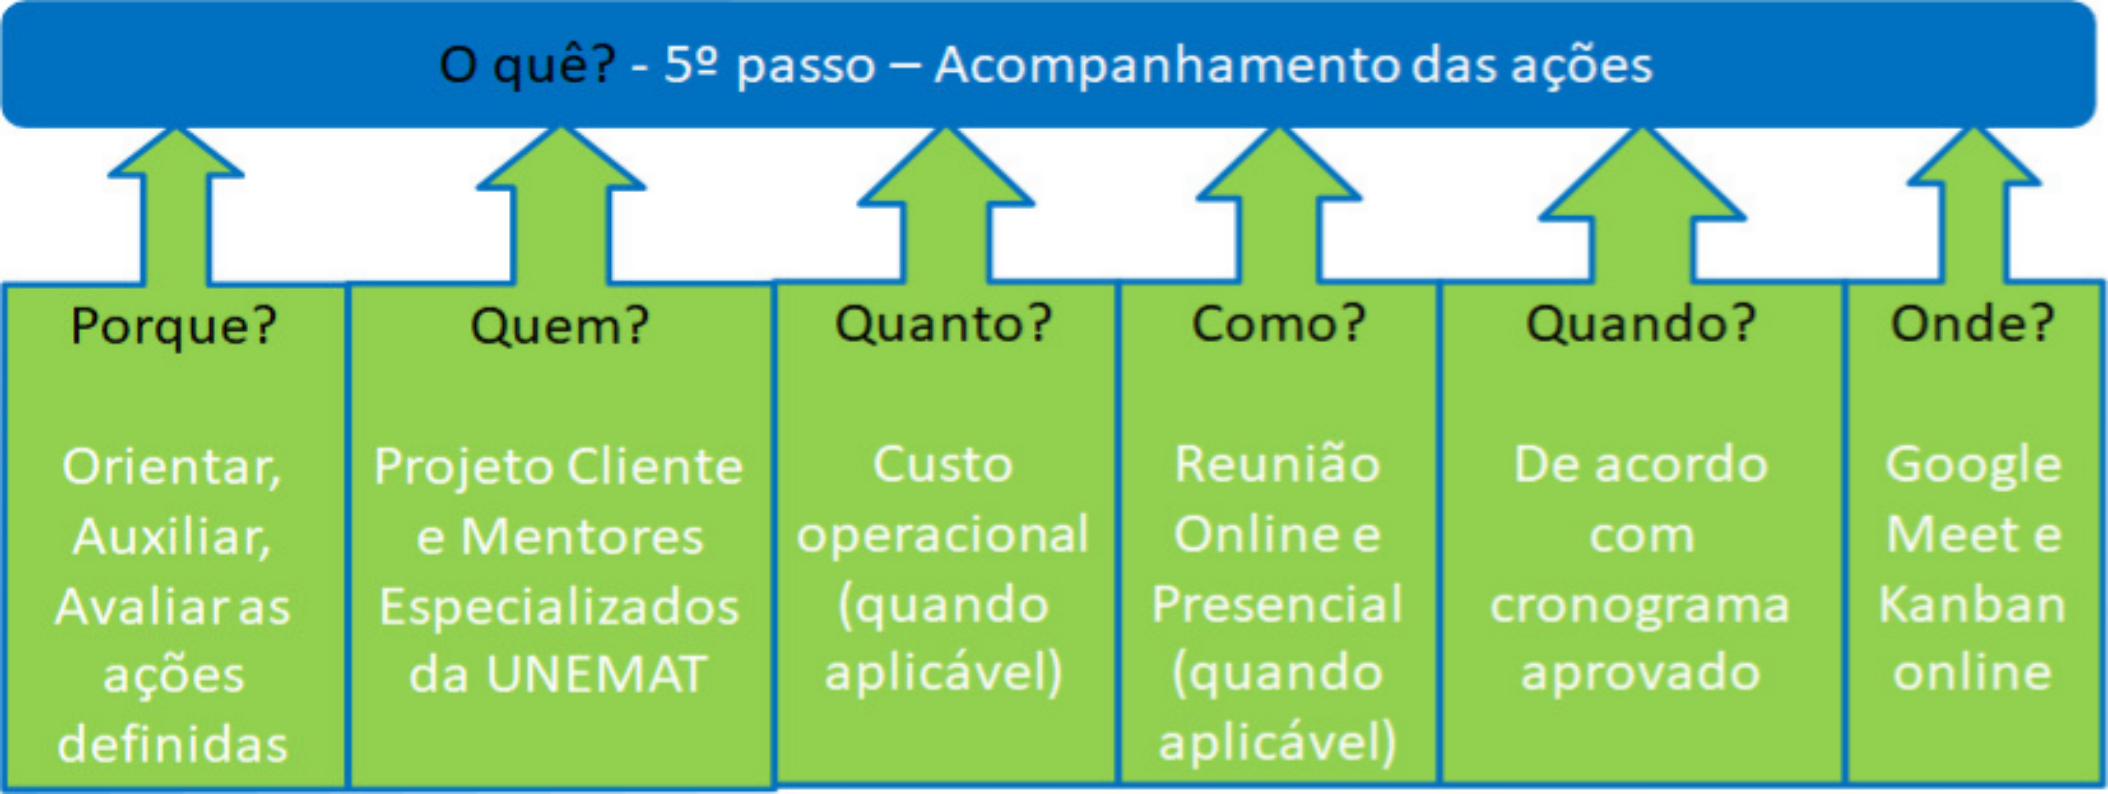 O quê? - 5º passo – Acompanhamento das ações
Porque?
Orientar,
Auxiliar,
Avaliar as
ações
definidas
Quem?
Projeto Cliente
e Mentores
Especializados
da UNEMAT
Quanto?
Custo
operacional
(quando
aplicável)
Como?
Reunião
Online e
Presencial
(quando
aplicável)
Quando?
De acordo
com
cronograma
aprovado
Onde?
Google
Meet e
Kanban
online